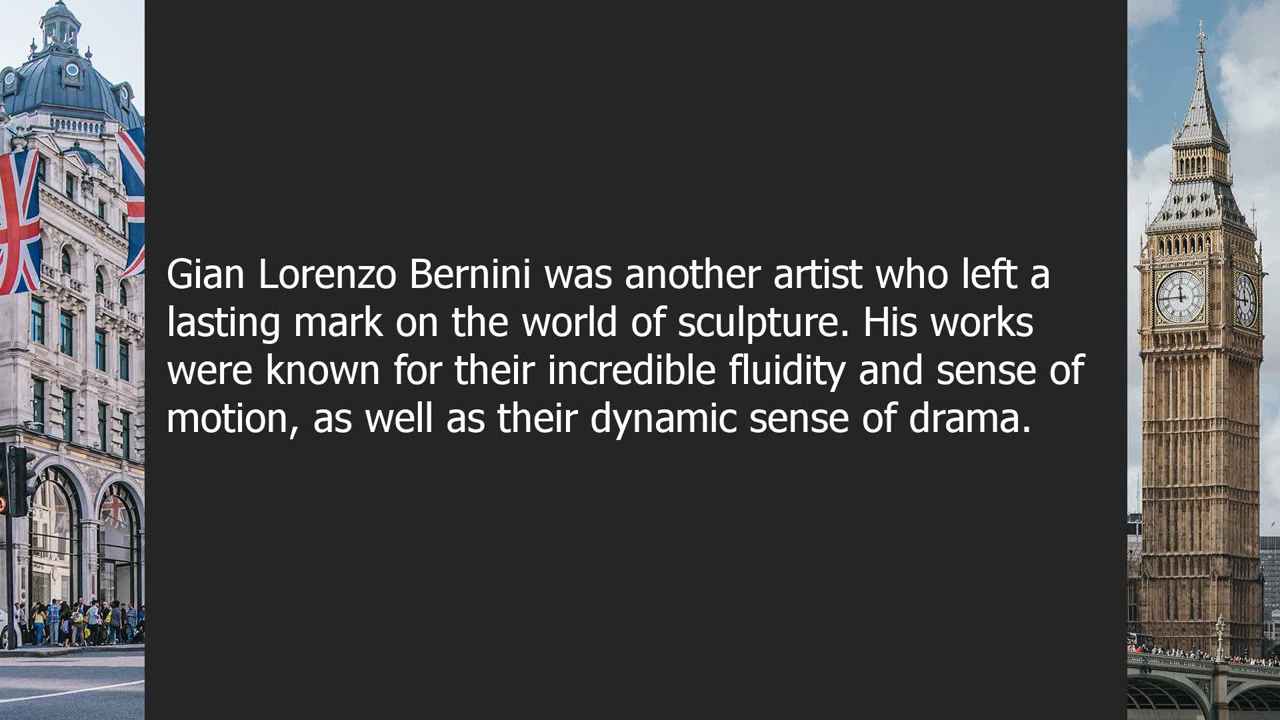 Gian Lorenzo Bernini was another artist who left a
lasting mark on the world of sculpture. His works
were known for their incredible fluidity and sense of
motion, as well as their dynamic sense of drama.